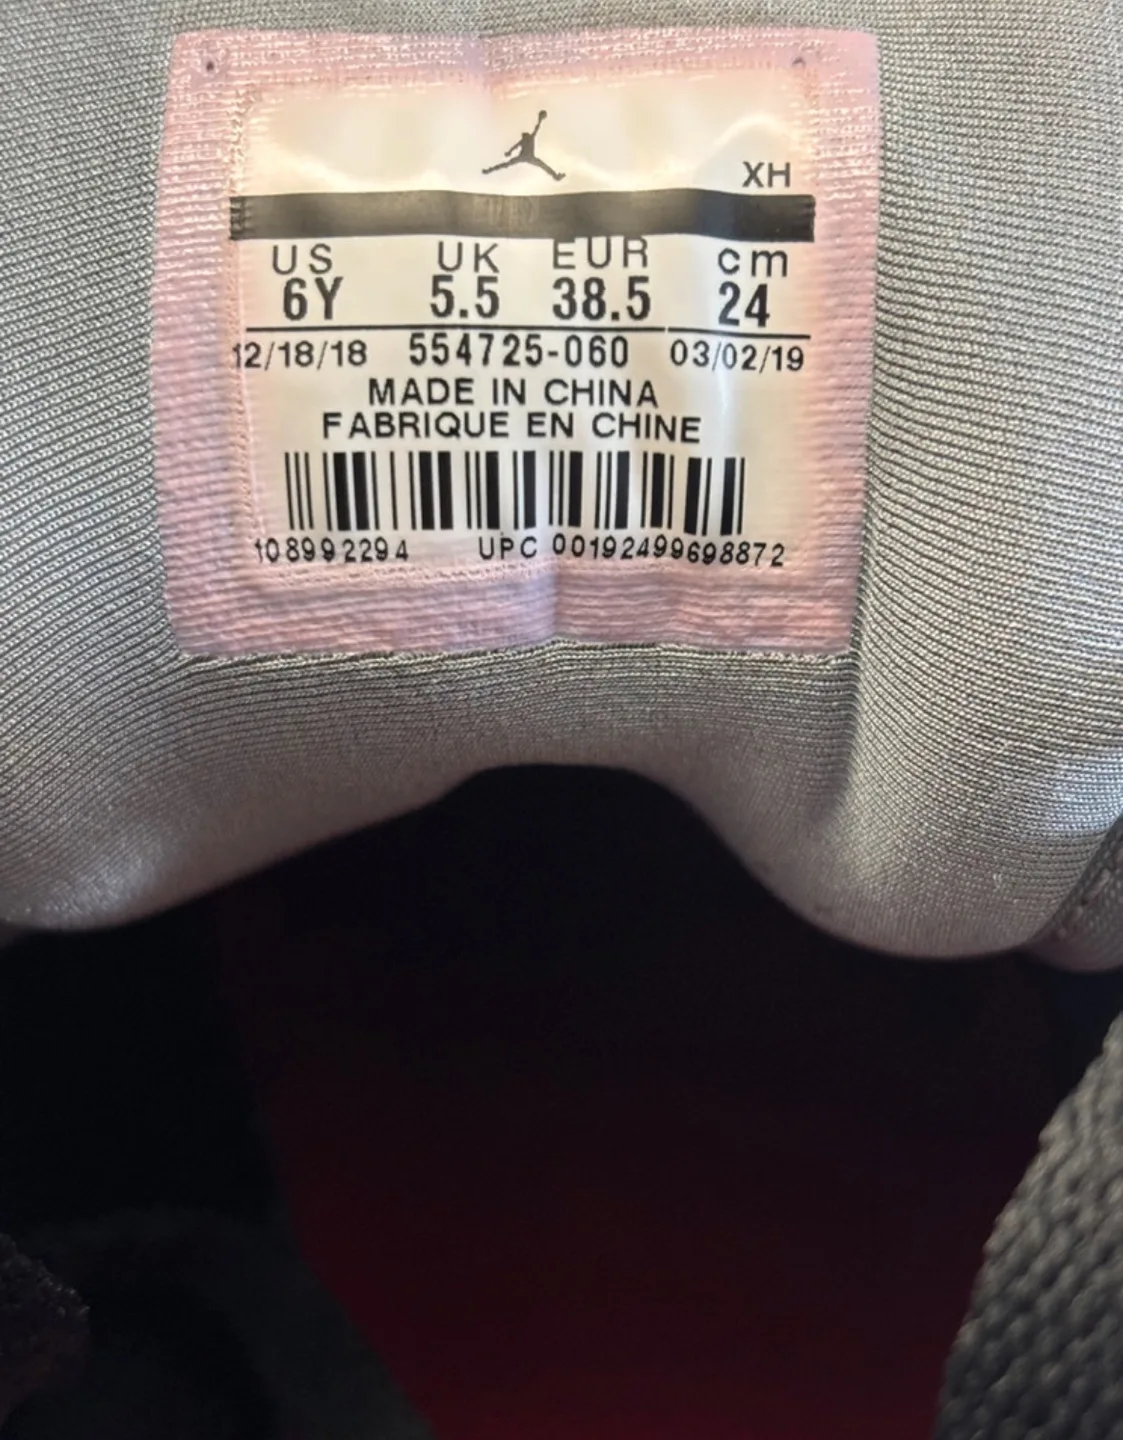 XH
US UK EUR cm
6Y 5.5 38.5 24
12/18/18 554725-060 03/02/19
MADE IN CHINA
FABRIQUE EN CHINE
108992294 UPC 00192499698872